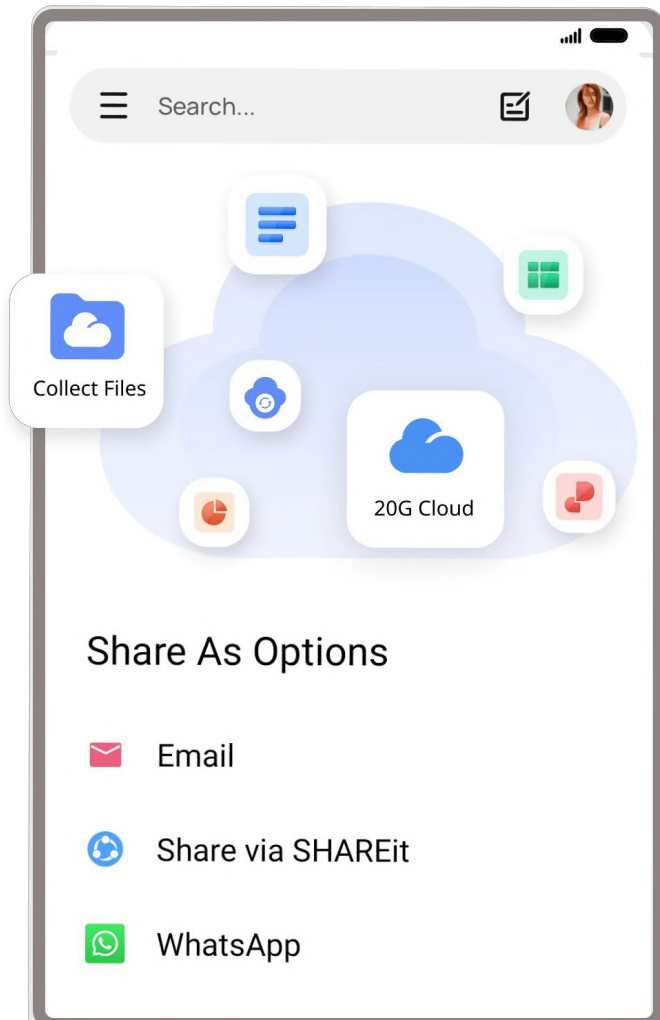 Search...
Collect Files
20G Cloud
Share As Options
Email
Share via SHAREit
WhatsApp